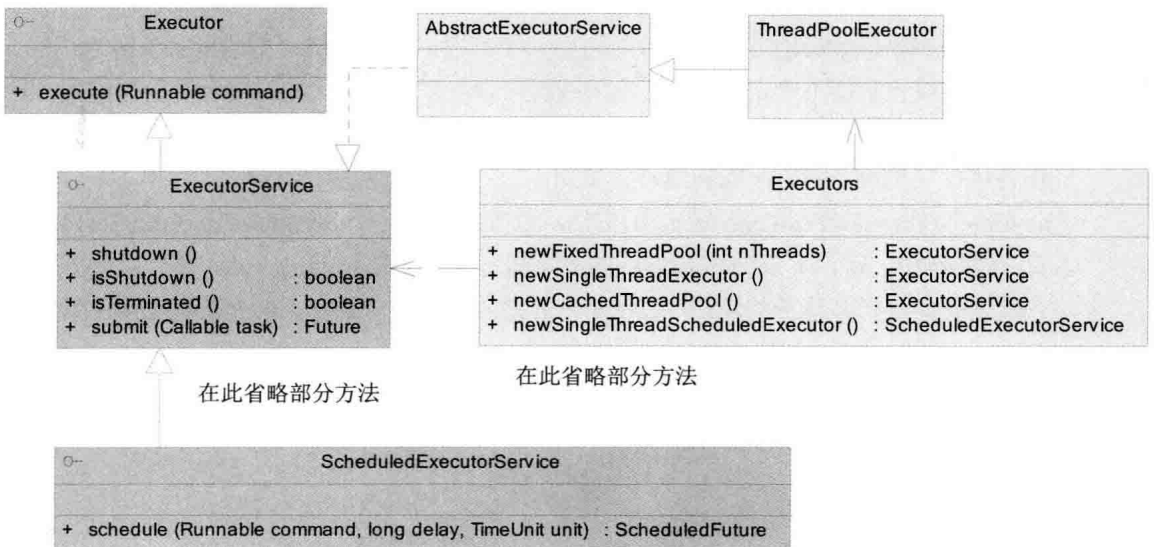 Executor
+ execute (Runnable command)
AbstractExecutorService
ThreadPoolExecutor
ExecutorService
+ shutdown ()
+ isShutdown () : boolean
+ isTerminated () : boolean
+ submit (Callable task) : Future
在此省略部分方法
Executors
+ newFixedThreadPool (int nThreads) : ExecutorService
+ newSingleThreadExecutor () : ExecutorService
+ newCachedThreadPool () : ExecutorService
+ newSingleThreadScheduledExecutor () : ScheduledExecutorService
在此省略部分方法
ScheduledExecutorService
+ schedule (Runnable command, long delay, TimeUnit unit) : ScheduledFuture